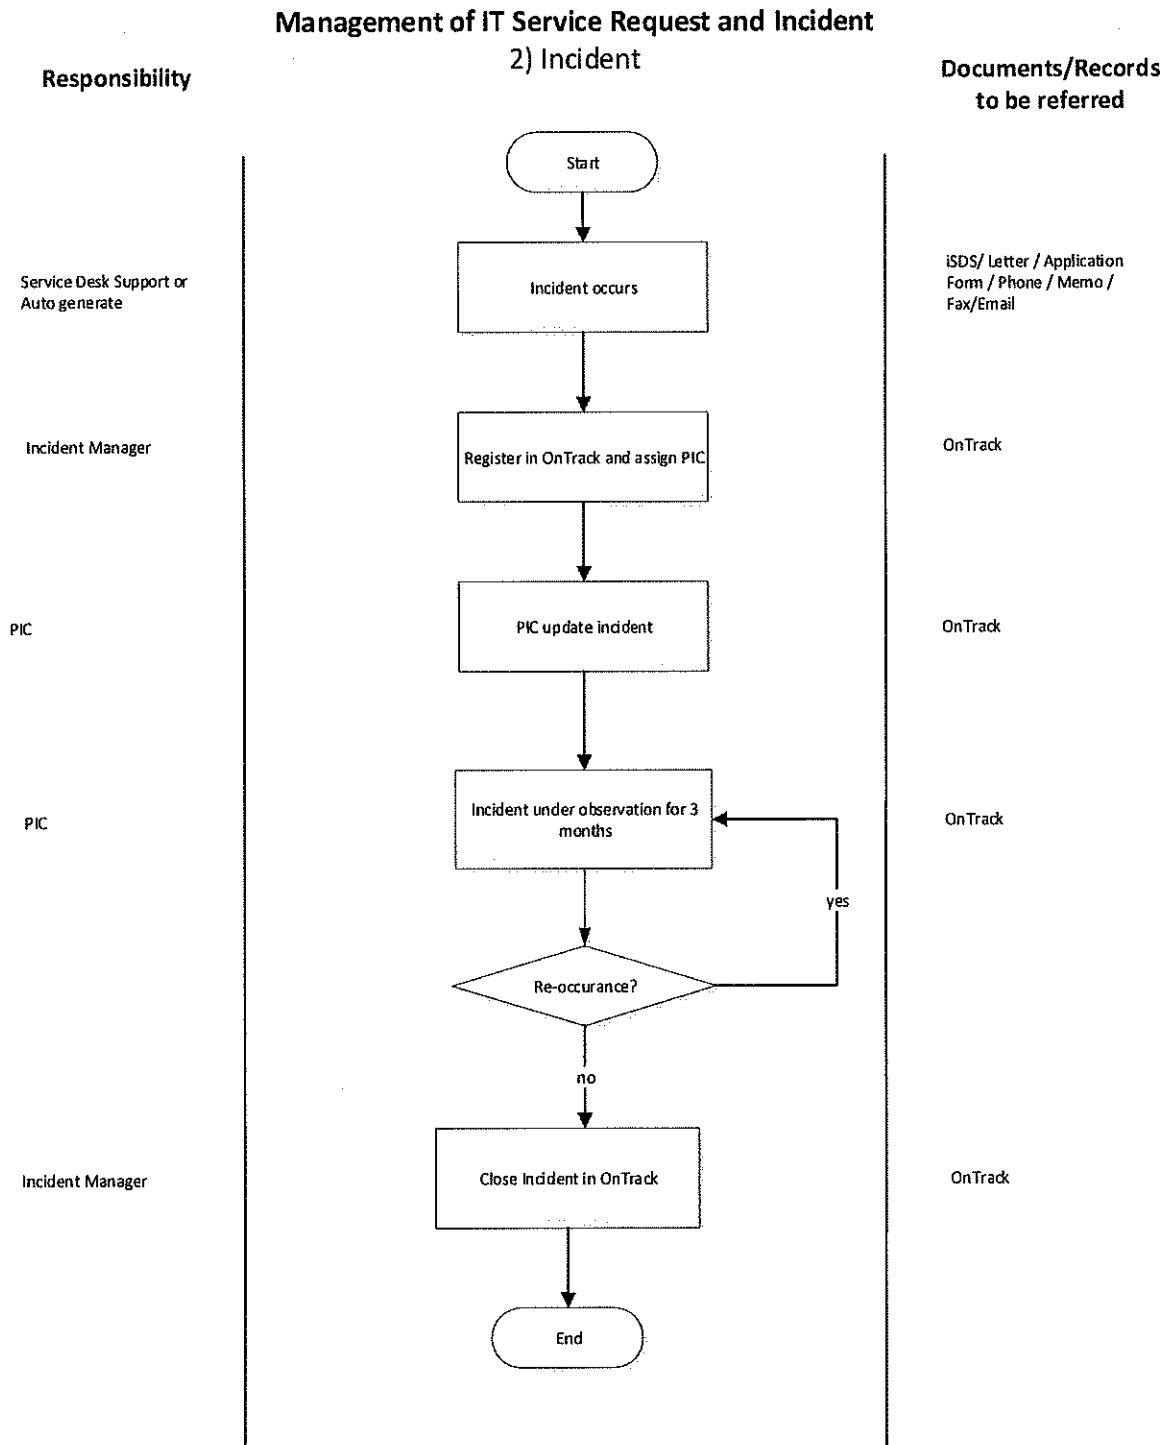 Management of IT Service Request and Incident
2) Incident
Responsibility
Documents/Records
to be referred
Start
Service Desk Support or
Auto generate
Incident occurs
iSDS/ Letter / Application
Form / Phone / Memo /
Fax/Email
Incident Manager
Register in OnTrack and assign PIC
OnTrack
PIC
PIC update incident
OnTrack
PIC
Incident under observation for 3
months
OnTrack
yes
Re-occurance?
no
Incident Manager
Close Incident in OnTrack
OnTrack
End